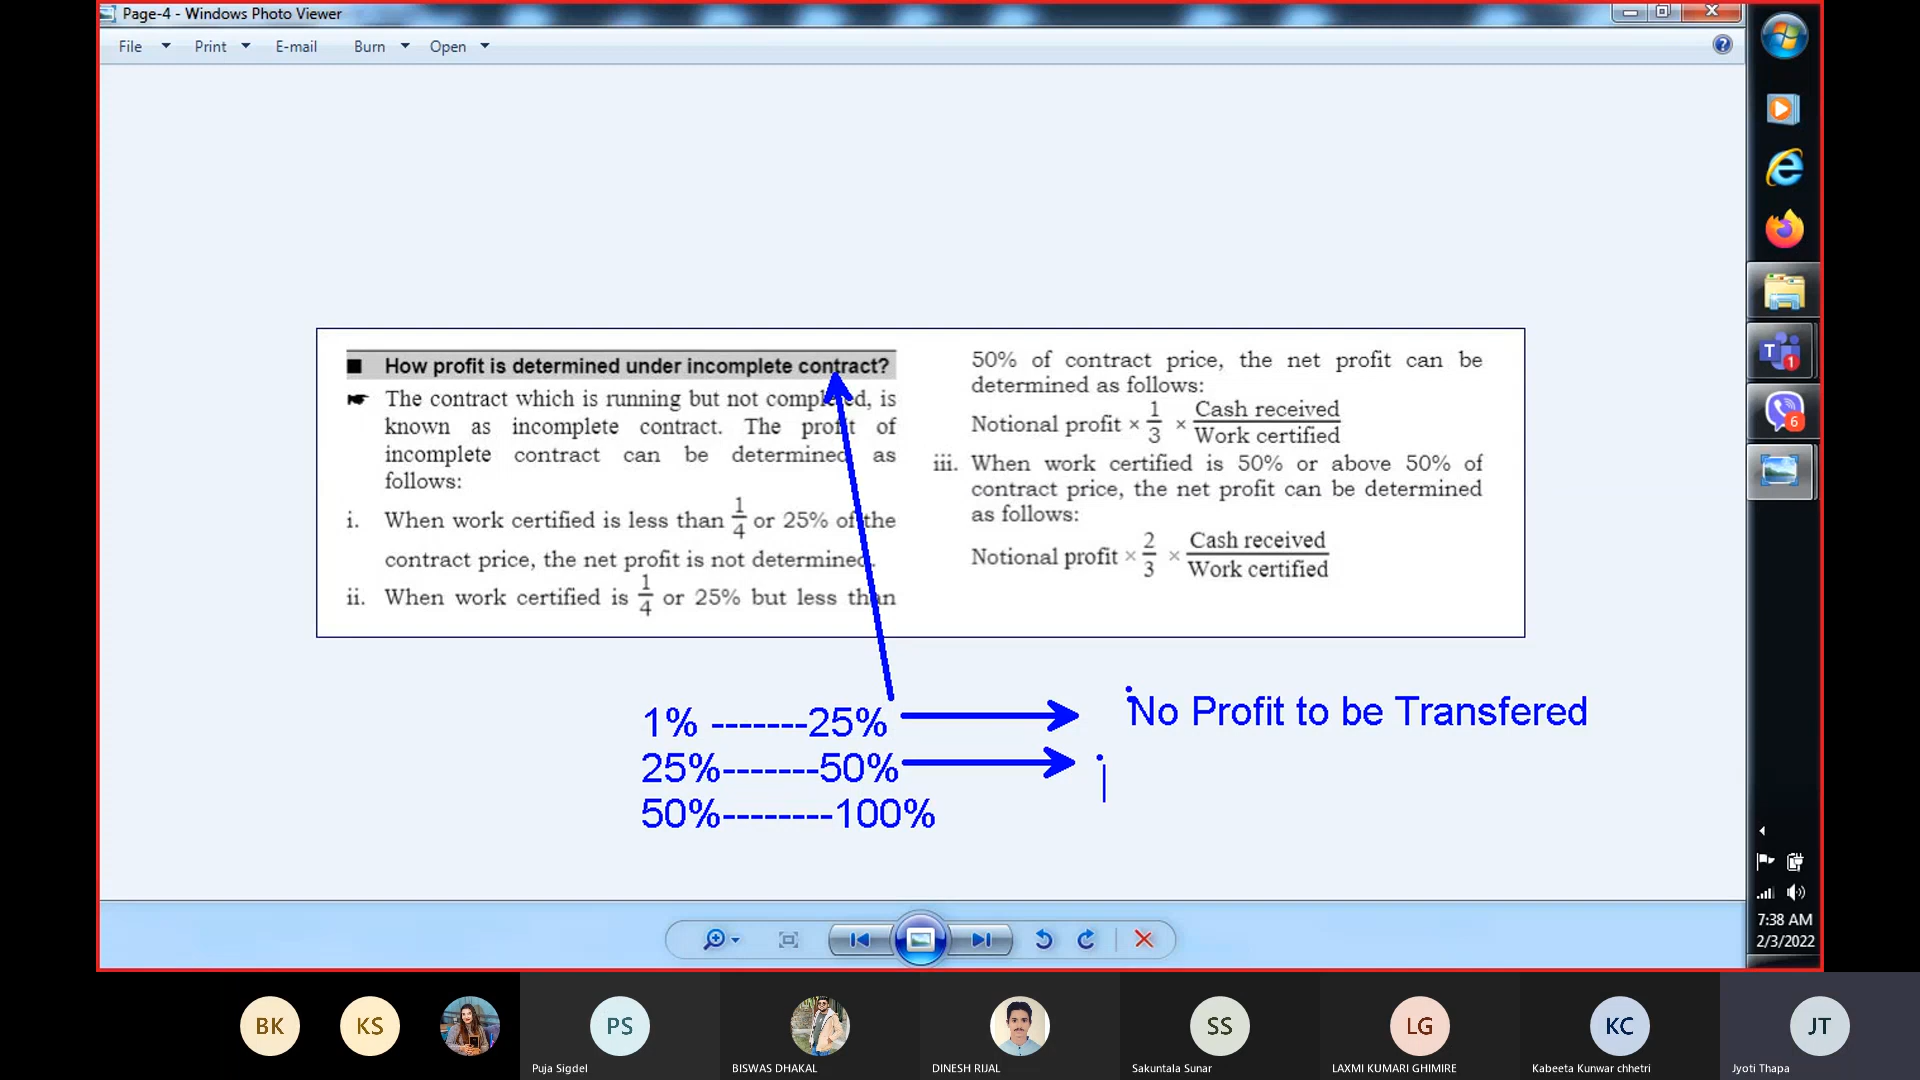 Page-4 - Windows Photo Viewer
File Print E-mail Burn Open
How profit is determined under incomplete contract?
The contract which is running but not completed, is
known as incomplete contract. The profit of
incomplete contract can be determined as
follows:
i. When work certified is less than 1/4 or 25% of the
contract price, the net profit is not determined.
ii. When work certified is 1/4 or 25% but less than
50% of contract price, the net profit can be
determined as follows:
Notional profit × 1/3 × Cash received/Work certified
iii. When work certified is 50% or above 50% of
contract price, the net profit can be determined
as follows:
Notional profit × 2/3 × Cash received/Work certified
1% -------25% No Profit to be Transfered
25%-------50%
50%--------100%
T 1
6
7:38 AM
2/3/2022
BK KS PS SS LG KC JT
Puja Sigdel BISWAS DHAKAL DINESH RIJAL Sakuntala Sunar LAXMI KUMARI GHIMIRE Kabeeta Kunwar chhetri Jyoti Thapa